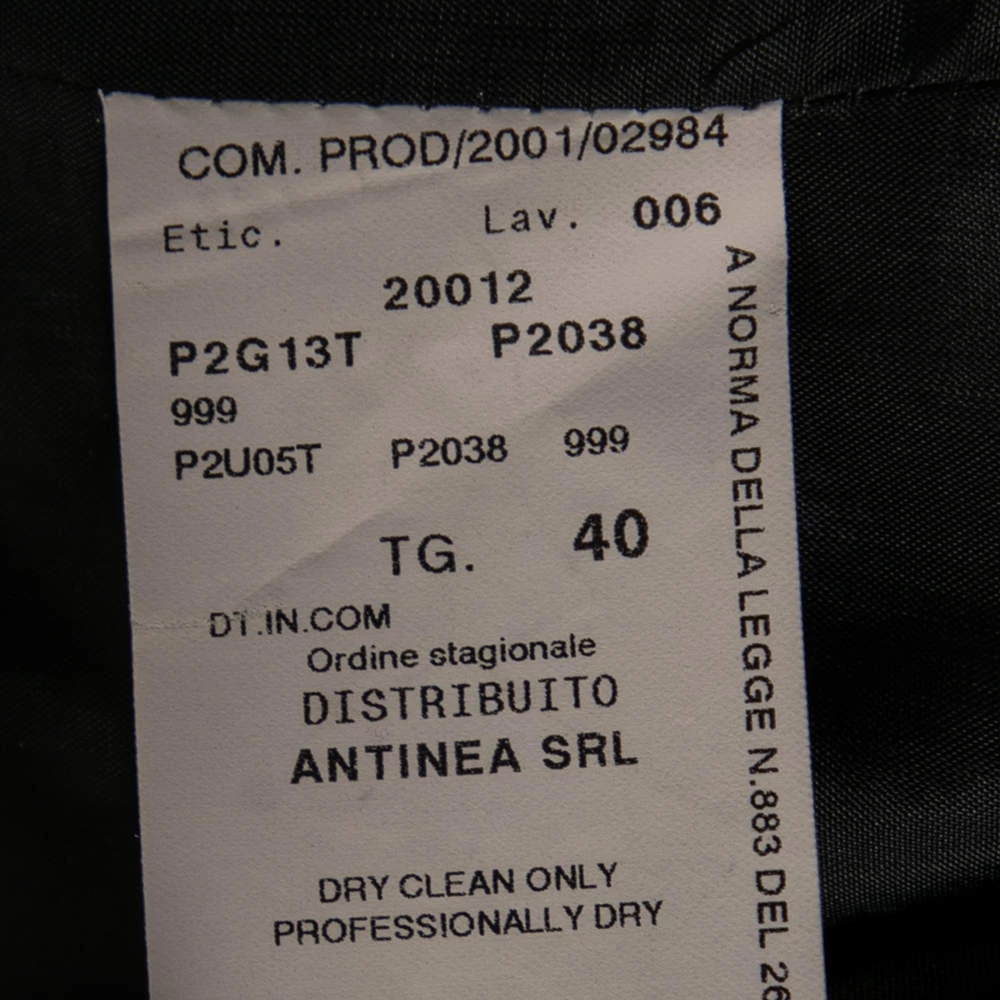 COM. PROD/2001/02984
Etic. Lav. 006
20012
P2G13T P2038
999
P2U05T P2038 999
TG. 40
DT.IN.COM
Ordine stagionale
DISTRIBUITO
ANTINEA SRL
DRY CLEAN ONLY
PROFESSIONALLY DRY
A NORMA DELLA LEGGE N.883 DEL 26